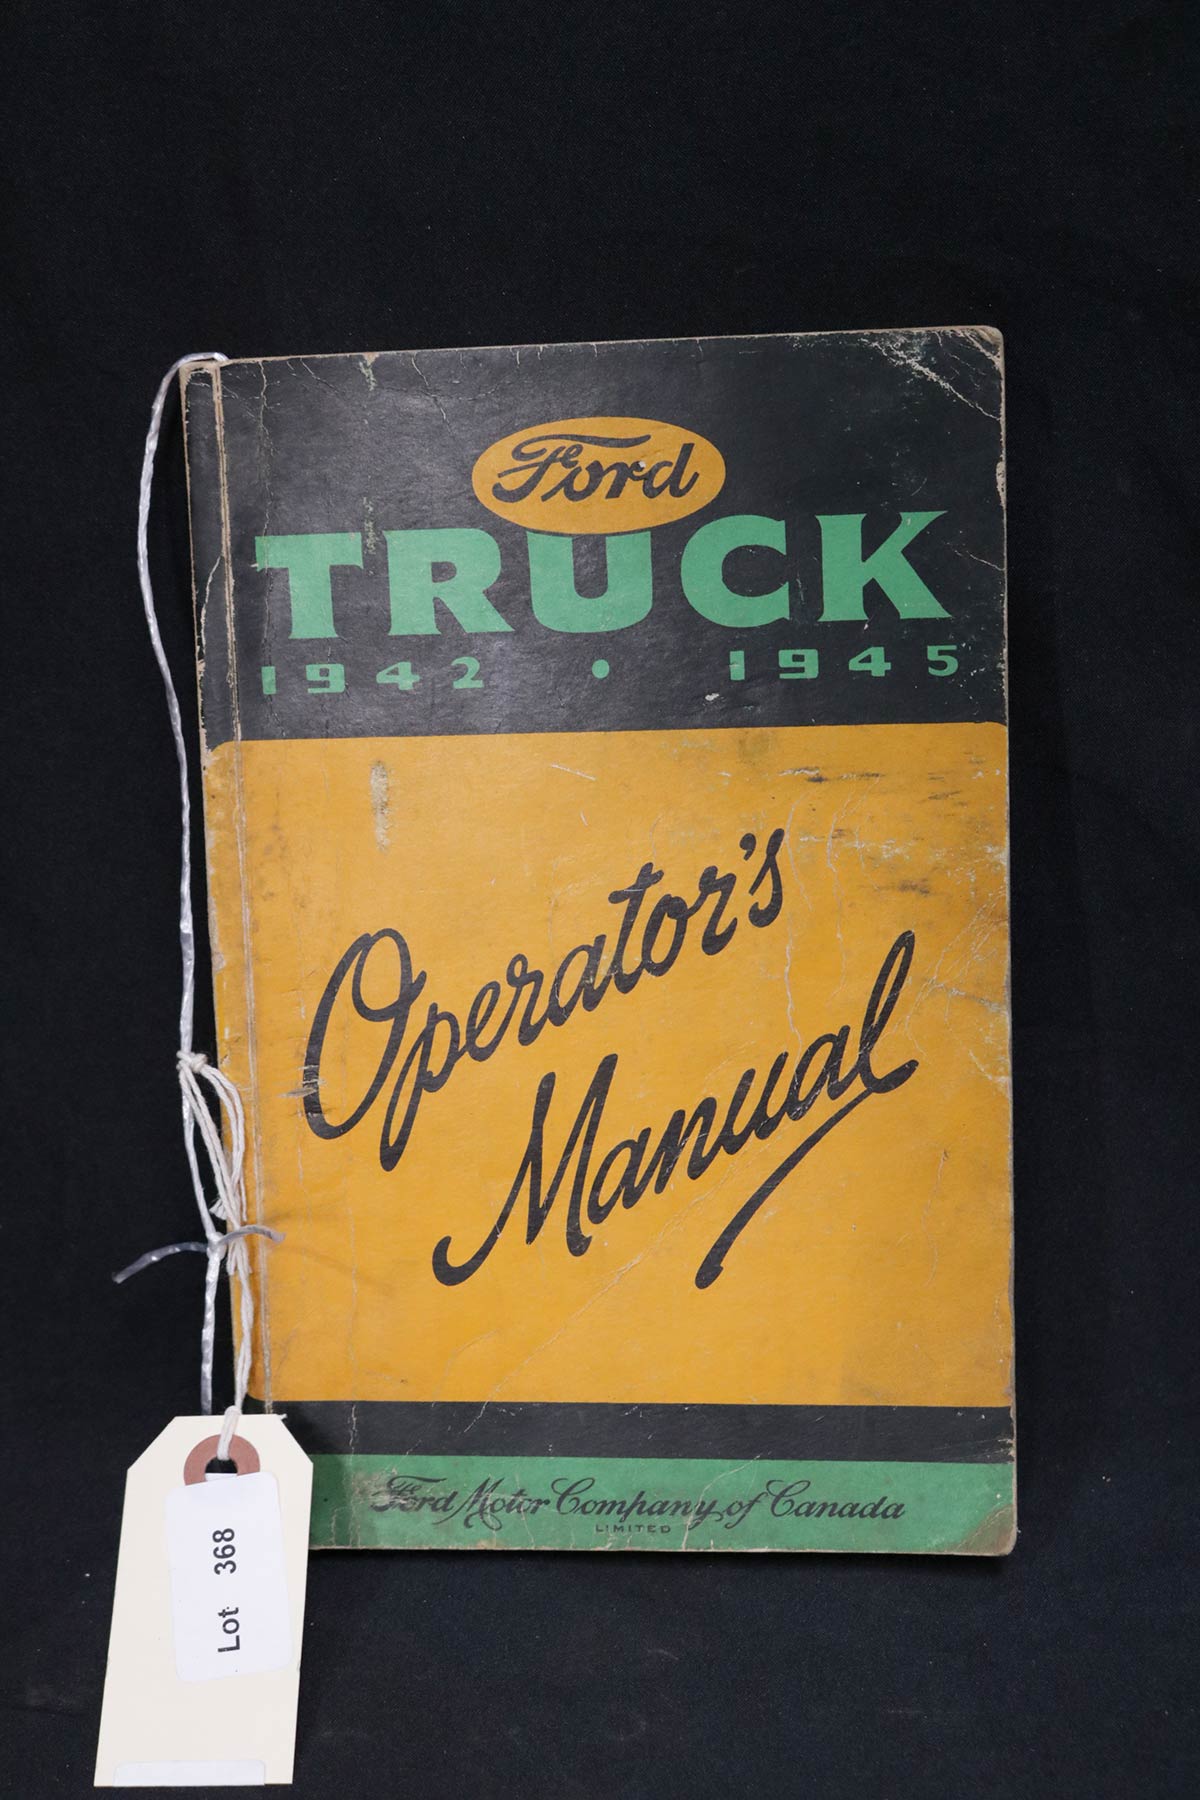 Ford
TRUCK
1942 • 1945
Operator's
Manual
Ford Motor Company of Canada
LIMITED
Lot 368